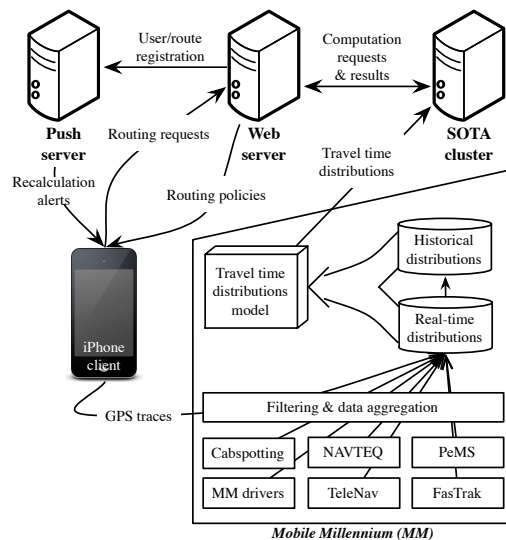 User/route
registration
Computation
requests
& results
Push
server
Routing requests
Web
server
SOTA
cluster
Recalculation
alerts
Routing policies
Travel time
distributions
Historical
distributions
Travel time
distributions
model
Real-time
distributions
iPhone
client
GPS traces
Filtering & data aggregation
Cabspotting
NAVTEQ
PeMS
MM drivers
TeleNav
FasTrak
Mobile Millennium (MM)